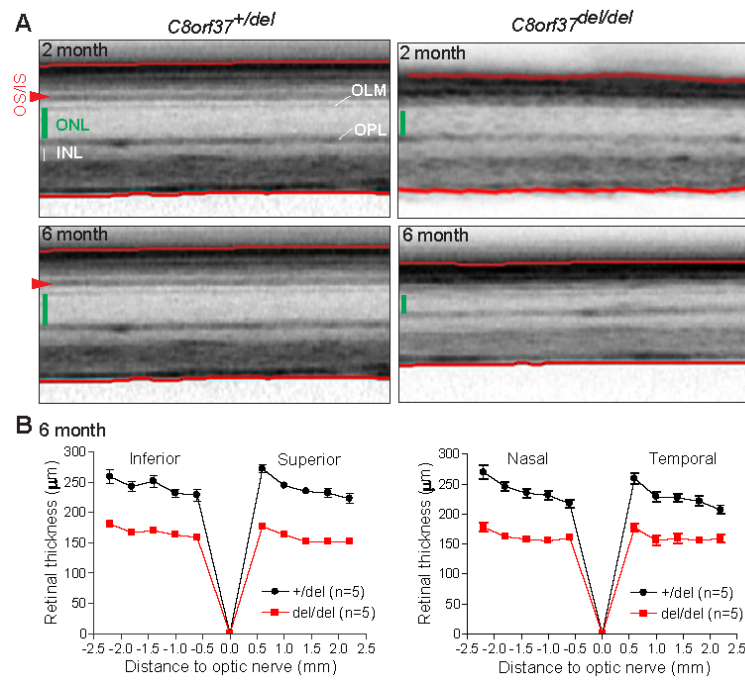 A
C8orf37+/del
C8orf37del/del
2 month
2 month
OS/IS
OLM
ONL
OPL
INL
6 month
6 month
B 6 month
Inferior Superior
Retinal thickness (μm)
300
250
200
150
100
50
0
+/del (n=5)
del/del (n=5)
-2.5 -2.0 -1.5 -1.0 -0.5 0.0 0.5 1.0 1.5 2.0 2.5
Distance to optic nerve (mm)
Nasal Temporal
Retinal thickness (μm)
300
250
200
150
100
50
0
+/del (n=5)
del/del (n=5)
-2.5 -2.0 -1.5 -1.0 -0.5 0.0 0.5 1.0 1.5 2.0 2.5
Distance to optic nerve (mm)